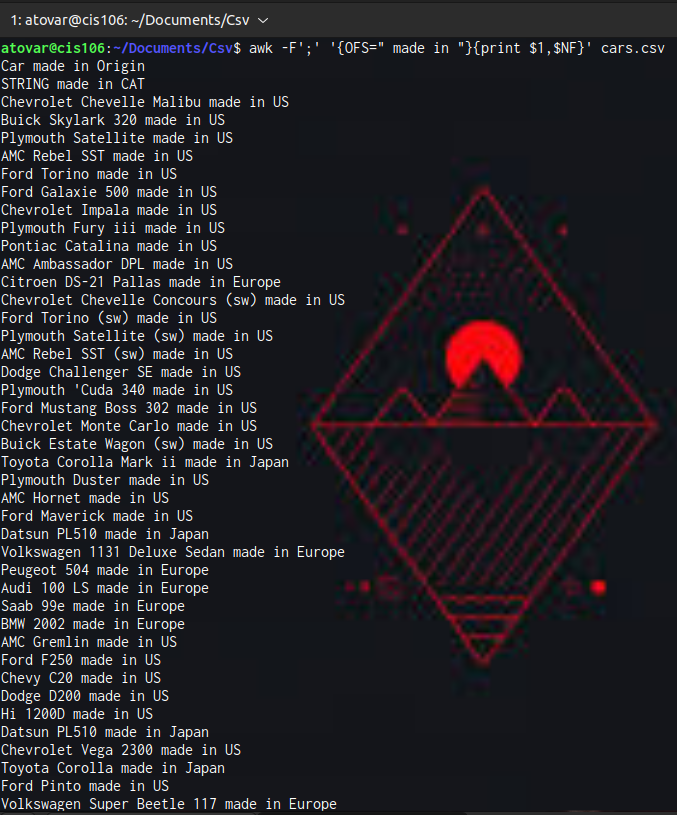 1: atovar@cis106: ~/Documents/Csv
atovar@cis106:~/Documents/Csv$ awk -F';' '{OFS=" made in "}{print $1,$NF}' cars.csv
Car made in Origin
STRING made in CAT
Chevrolet Chevelle Malibu made in US
Buick Skylark 320 made in US
Plymouth Satellite made in US
AMC Rebel SST made in US
Ford Torino made in US
Ford Galaxie 500 made in US
Chevrolet Impala made in US
Plymouth Fury iii made in US
Pontiac Catalina made in US
AMC Ambassador DPL made in US
Citroen DS-21 Pallas made in Europe
Chevrolet Chevelle Concours (sw) made in US
Ford Torino (sw) made in US
Plymouth Satellite (sw) made in US
AMC Rebel SST (sw) made in US
Dodge Challenger SE made in US
Plymouth 'Cuda 340 made in US
Ford Mustang Boss 302 made in US
Chevrolet Monte Carlo made in US
Buick Estate Wagon (sw) made in US
Toyota Corolla Mark ii made in Japan
Plymouth Duster made in US
AMC Hornet made in US
Ford Maverick made in US
Datsun PL510 made in Japan
Volkswagen 1131 Deluxe Sedan made in Europe
Peugeot 504 made in Europe
Audi 100 LS made in Europe
Saab 99e made in Europe
BMW 2002 made in Europe
AMC Gremlin made in US
Ford F250 made in US
Chevy C20 made in US
Dodge D200 made in US
Hi 1200D made in US
Datsun PL510 made in Japan
Chevrolet Vega 2300 made in US
Toyota Corolla made in Japan
Ford Pinto made in US
Volkswagen Super Beetle 117 made in Europe